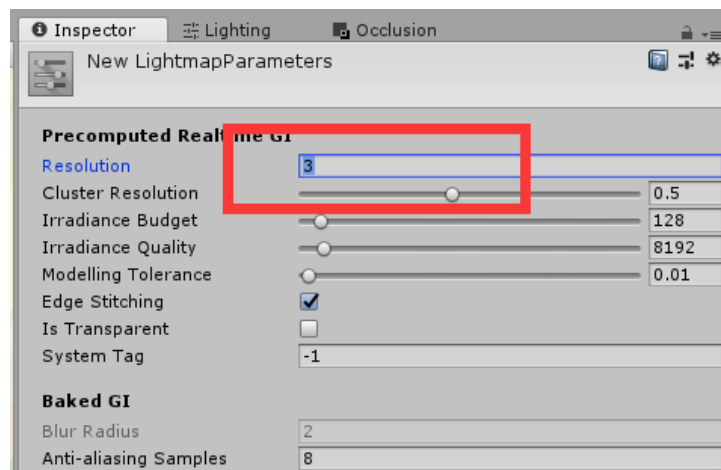 Inspector Lighting Occlusion
New LightmapParameters
Precomputed Realtime GI
Resolution 3
Cluster Resolution 0.5
Irradiance Budget 128
Irradiance Quality 8192
Modelling Tolerance 0.01
Edge Stitching
Is Transparent
System Tag -1
Baked GI
Blur Radius 2
Anti-aliasing Samples 8